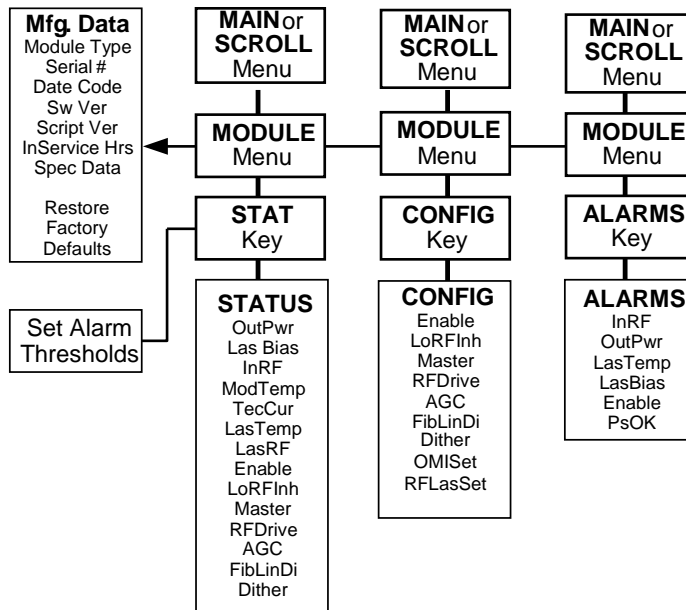 Mfg. Data
Module Type
Serial #
Date Code
Sw Ver
Script Ver
InService Hrs
Spec Data
Restore
Factory
Defaults
Set Alarm
Thresholds
MAIN or
SCROLL
Menu
MODULE
Menu
STAT
Key
STATUS
OutPwr
Las Bias
InRF
ModTemp
TecCur
LasTemp
LasRF
Enable
LoRFInh
Master
RFDrive
AGC
FibLinDi
Dither
MAIN or
SCROLL
Menu
MODULE
Menu
CONFIG
Key
CONFIG
Enable
LoRFInh
Master
RFDrive
AGC
FibLinDi
Dither
OMISet
RFLasSet
MAIN or
SCROLL
Menu
MODULE
Menu
ALARMS
Key
ALARMS
InRF
OutPwr
LasTemp
LasBias
Enable
PsOK